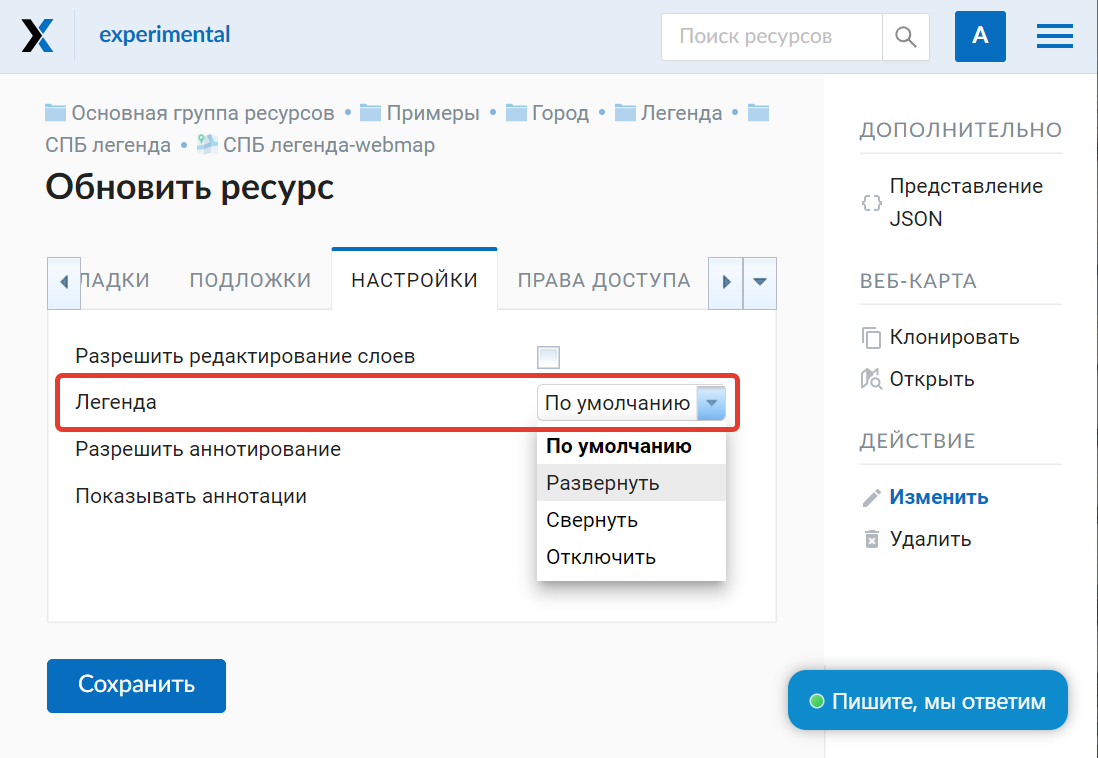 experimental
Поиск ресурсов
A
Основная группа ресурсов • Примеры • Город • Легенда •
СПБ легенда • СПБ легенда-webmap
Обновить ресурс
ЛАДКИ
ПОДЛОЖКИ
НАСТРОЙКИ
ПРАВА ДОСТУПА
Разрешить редактирование слоев
Легенда
По умолчанию
Разрешить аннотирование
Показывать аннотации
По умолчанию
Развернуть
Свернуть
Отключить
Сохранить
ДОПОЛНИТЕЛЬНО
Представление
JSON
ВЕБ-КАРТА
Клонировать
Открыть
ДЕЙСТВИЕ
Изменить
Удалить
Пишите, мы ответим